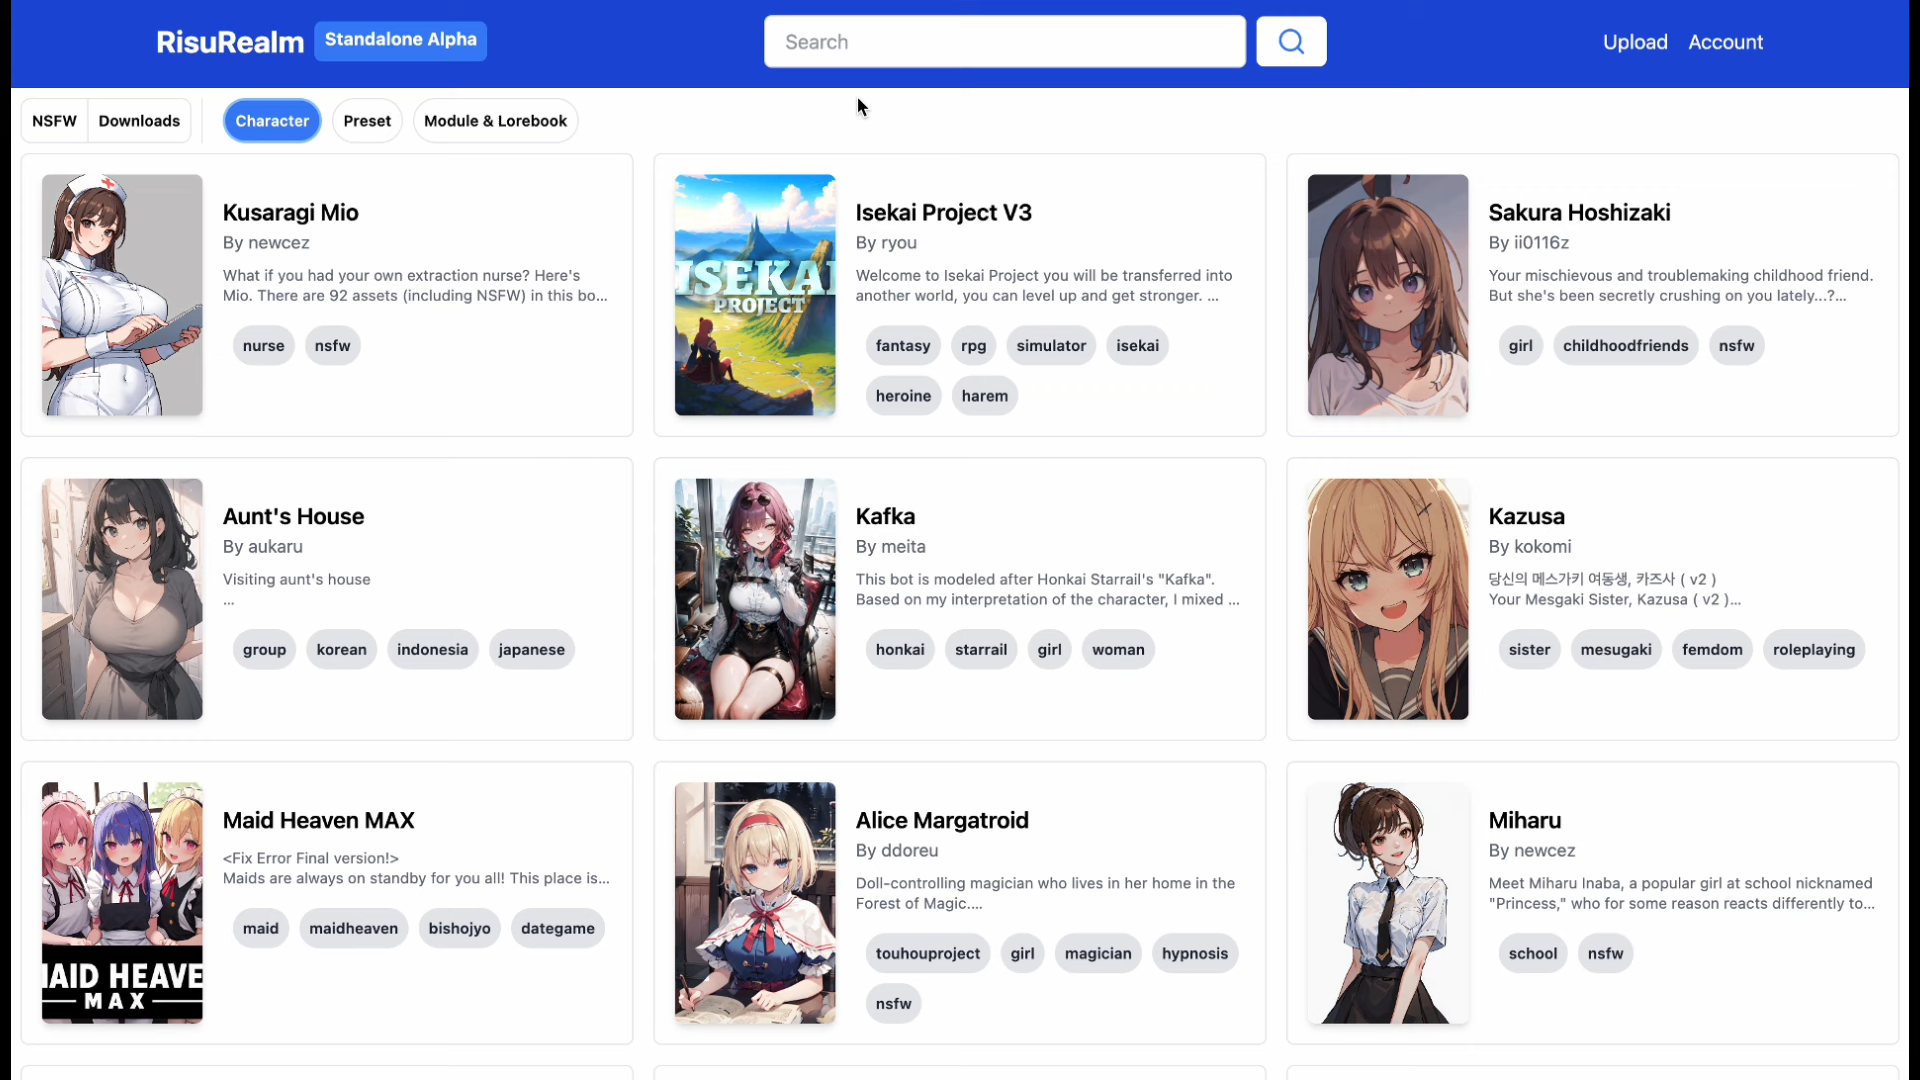 RisuRealm
Standalone Alpha
Search
Upload
Account
NSFW
Downloads
Character
Preset
Module & Lorebook
Kusaragi Mio
By newcez
What if you had your own extraction nurse? Here's
Mio. There are 92 assets (including NSFW) in this bo...
nurse
nsfw
ISEKAI
PROJECT
Isekai Project V3
By ryou
Welcome to Isekai Project you will be transferred into
another world, you can level up and get stronger. ...
fantasy
rpg
simulator
isekai
heroine
harem
Sakura Hoshizaki
By ii0116z
Your mischievous and troublemaking childhood friend.
But she's been secretly crushing on you lately...?...
girl
childhoodfriends
nsfw
Aunt's House
By aukaru
Visiting aunt's house
...
group
korean
indonesia
japanese
Kafka
By meita
This bot is modeled after Honkai Starrail's "Kafka".
Based on my interpretation of the character, I mixed ...
honkai
starrail
girl
woman
Kazusa
By kokomi
당신의 메스가키 여동생, 카즈사 ( v2 )
Your Mesgaki Sister, Kazusa ( v2 )...
sister
mesugaki
femdom
roleplaying
MAID HEAVE
MAX
Maid Heaven MAX
<Fix Error Final version!>
Maids are always on standby for you all! This place is...
maid
maidheaven
bishojyo
dategame
Alice Margatroid
By ddoreu
Doll-controlling magician who lives in her home in the
Forest of Magic....
touhouproject
girl
magician
hypnosis
nsfw
Miharu
By newcez
Meet Miharu Inaba, a popular girl at school nicknamed
"Princess," who for some reason reacts differently to...
school
nsfw